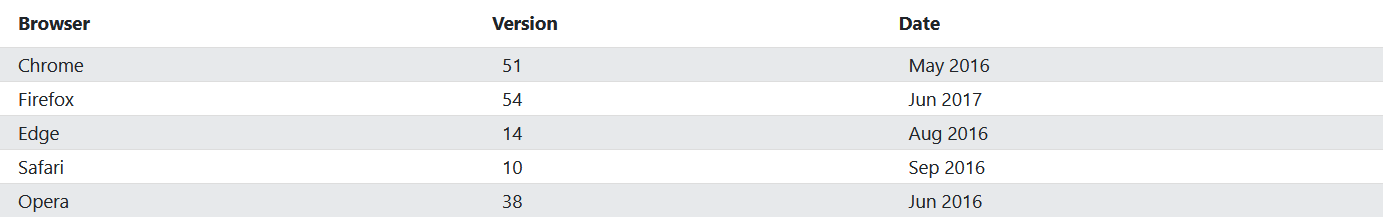 Browser Version Date
Chrome 51 May 2016
Firefox 54 Jun 2017
Edge 14 Aug 2016
Safari 10 Sep 2016
Opera 38 Jun 2016